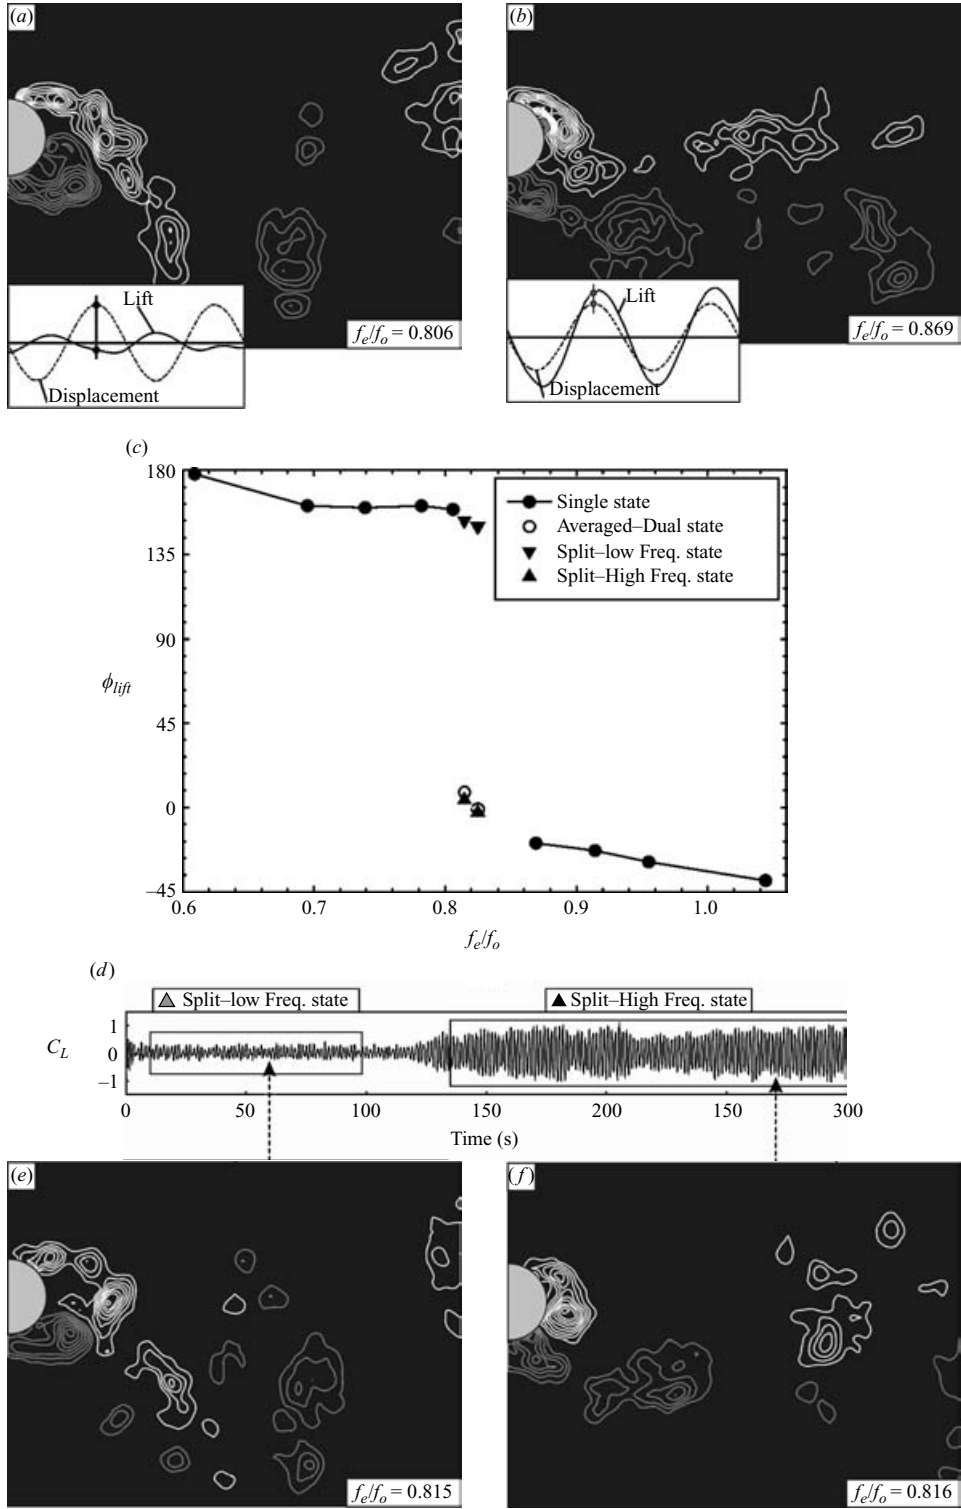 (a)
(b)
Lift
Displacement
fe/fo = 0.806
Lift
Displacement
fe/fo = 0.869
(c)
180
135
90
45
0
–45
ϕlift
Single state
Averaged–Dual state
Split–low Freq. state
Split–High Freq. state
0.6 0.7 0.8 0.9 1.0
fe/fo
(d)
Split–low Freq. state
Split–High Freq. state
CL
1
0
–1
0 50 100 150 200 150 300
Time (s)
(e)
(f)
fe/fo = 0.815
fe/fo = 0.816